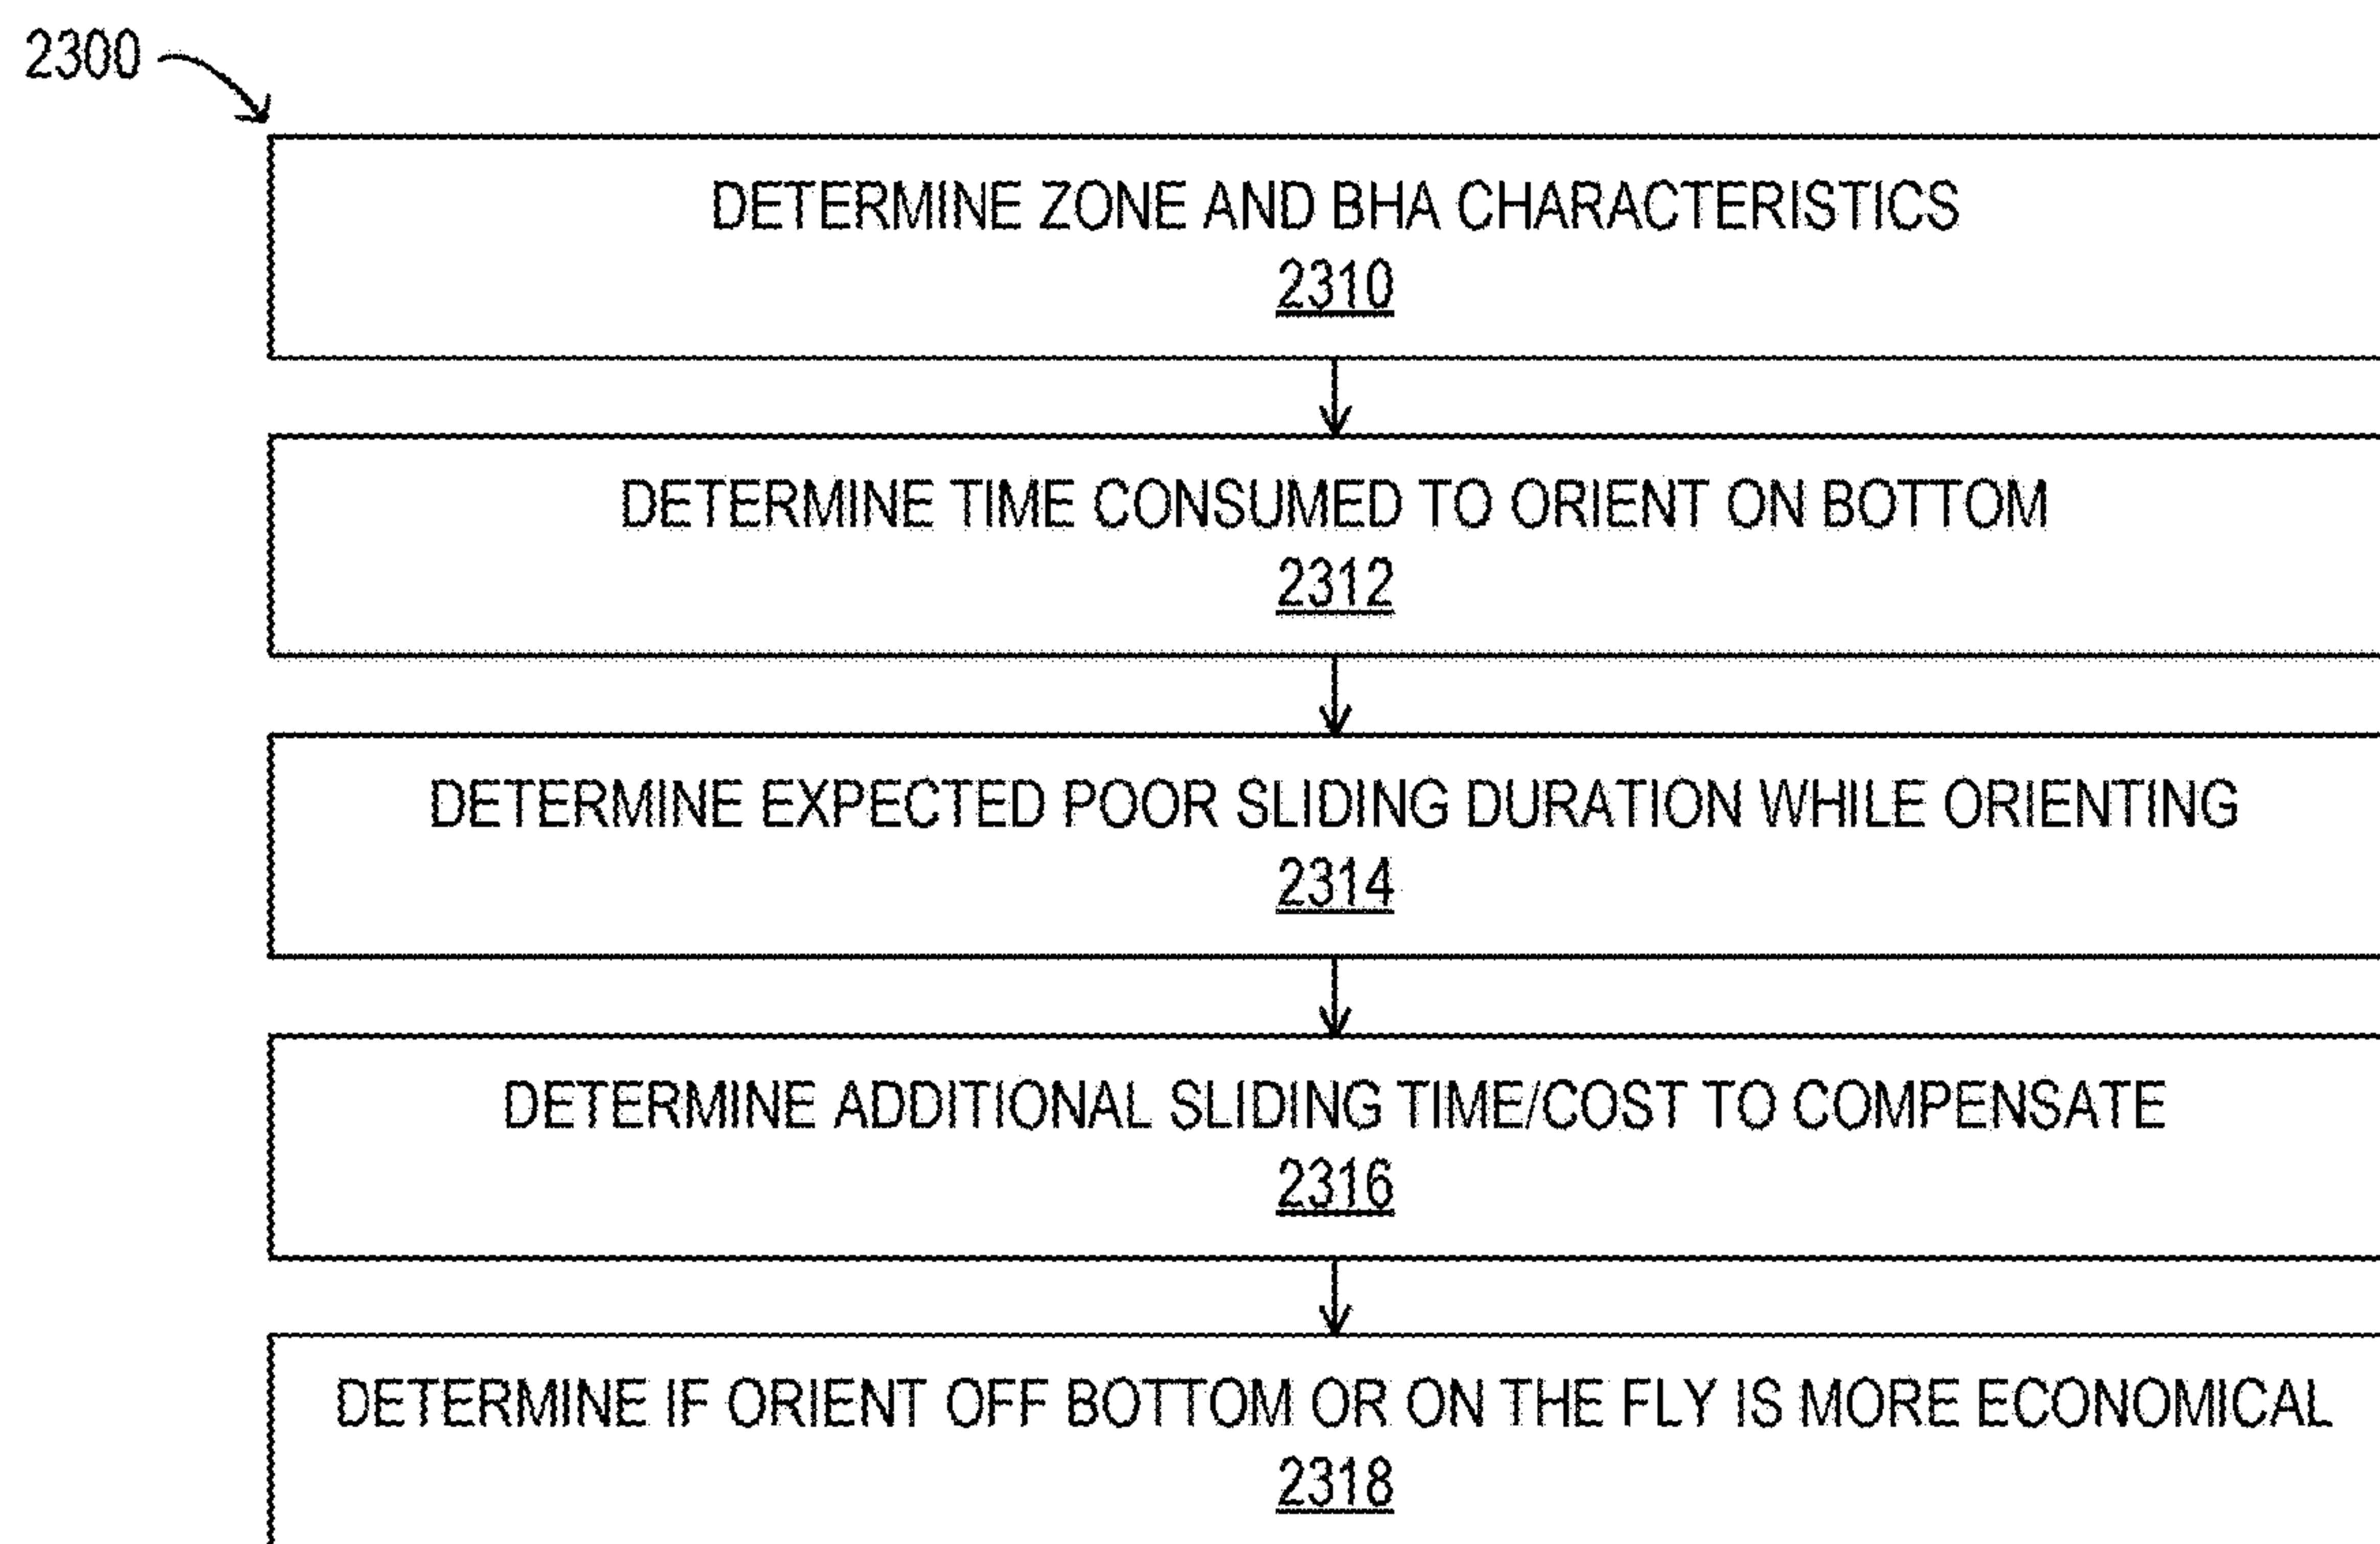 2300
DETERMINE ZONE AND BHA CHARACTERISTICS
2310
DETERMINE TIME CONSUMED TO ORIENT ON BOTTOM
2312
DETERMINE EXPECTED POOR SLIDING DURATION WHILE ORIENTING
2314
DETERMINE ADDITIONAL SLIDING TIME/COST TO COMPENSATE
2316
DETERMINE IF ORIENT OFF BOTTOM OR ON THE FLY IS MORE ECONOMICAL
2318